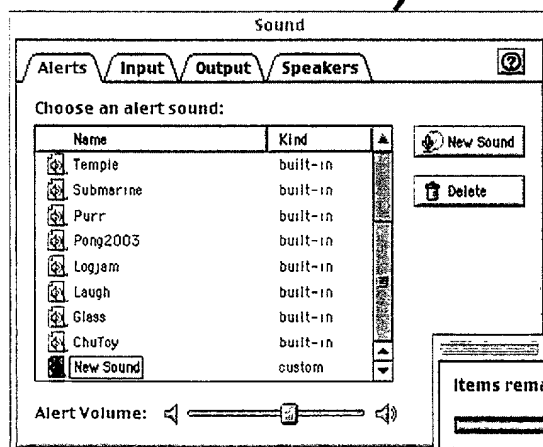 Sound
Alerts Input Output Speakers
Choose an alert sound:
Name Kind
Temple built-in
Submarine built-in
Purr built-in
Pong2003 built-in
Logjam built-in
Laugh built-in
Glass built-in
ChuToy built-in
New Sound custom
New Sound
Delete
Alert Volume:
Items rema